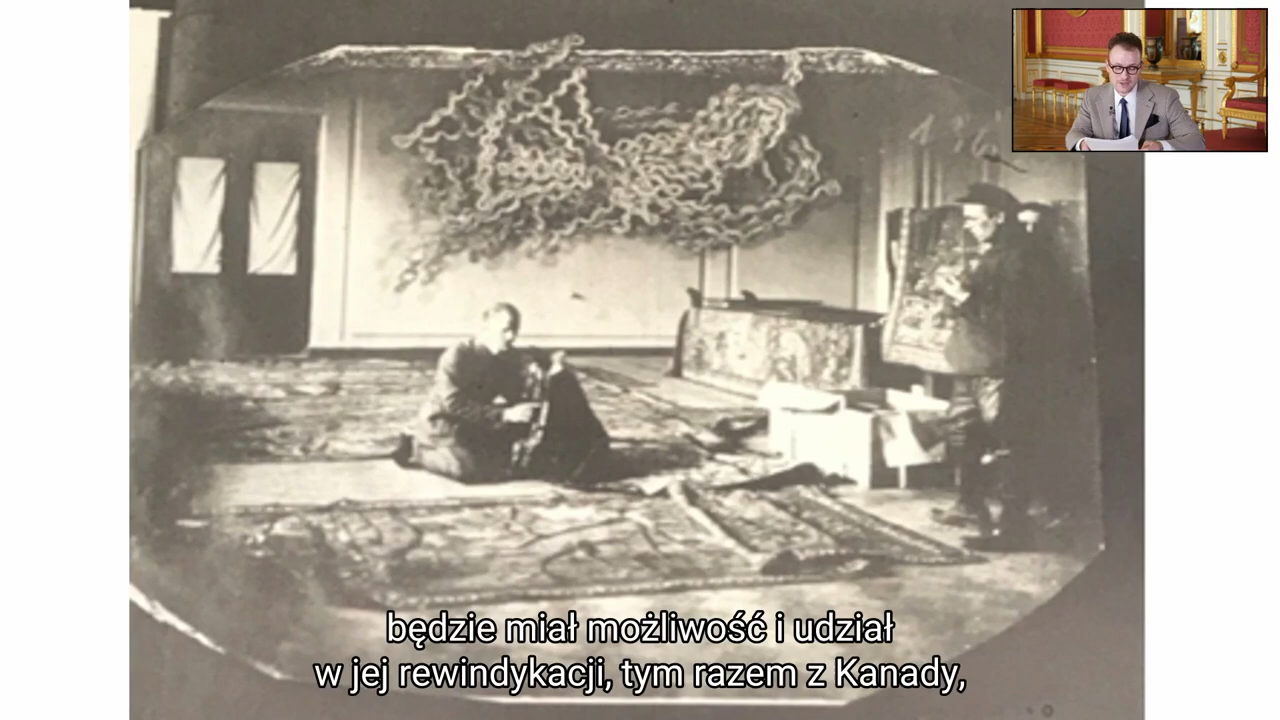 będzie miał możliwość i udział
w jej rewindykacji, tym razem z Kanady,